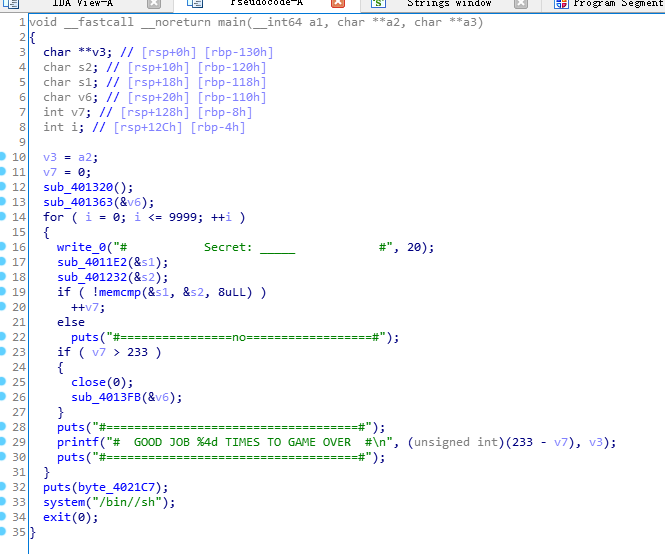 IDA View-A Pseudocode-A Strings window Program Segment
1 void __fastcall __noreturn main(__int64 a1, char **a2, char **a3)
2 {
3 char **v3; // [rsp+0h] [rbp-130h]
4 char s2; // [rsp+10h] [rbp-120h]
5 char s1; // [rsp+18h] [rbp-118h]
6 char v6; // [rsp+20h] [rbp-110h]
7 int v7; // [rsp+128h] [rbp-8h]
8 int i; // [rsp+12Ch] [rbp-4h]
9
10 v3 = a2;
11 v7 = 0;
12 sub_401320();
13 sub_401363(&v6);
14 for ( i = 0; i <= 9999; ++i )
15 {
16 write_0("# Secret: _____ #", 20);
17 sub_4011E2(&s1);
18 sub_401232(&s2);
19 if ( !memcmp(&s1, &s2, 8uLL) )
20 ++v7;
21 else
22 puts("#================no==================#");
23 if ( v7 > 233 )
24 {
25 close(0);
26 sub_4013FB(&v6);
27 }
28 puts("#====================================#");
29 printf("# GOOD JOB %4d TIMES TO GAME OVER #\n", (unsigned int)(233 - v7), v3);
30 puts("#====================================#");
31 }
32 puts(byte_4021C7);
33 system("/bin//sh");
34 exit(0);
35 }